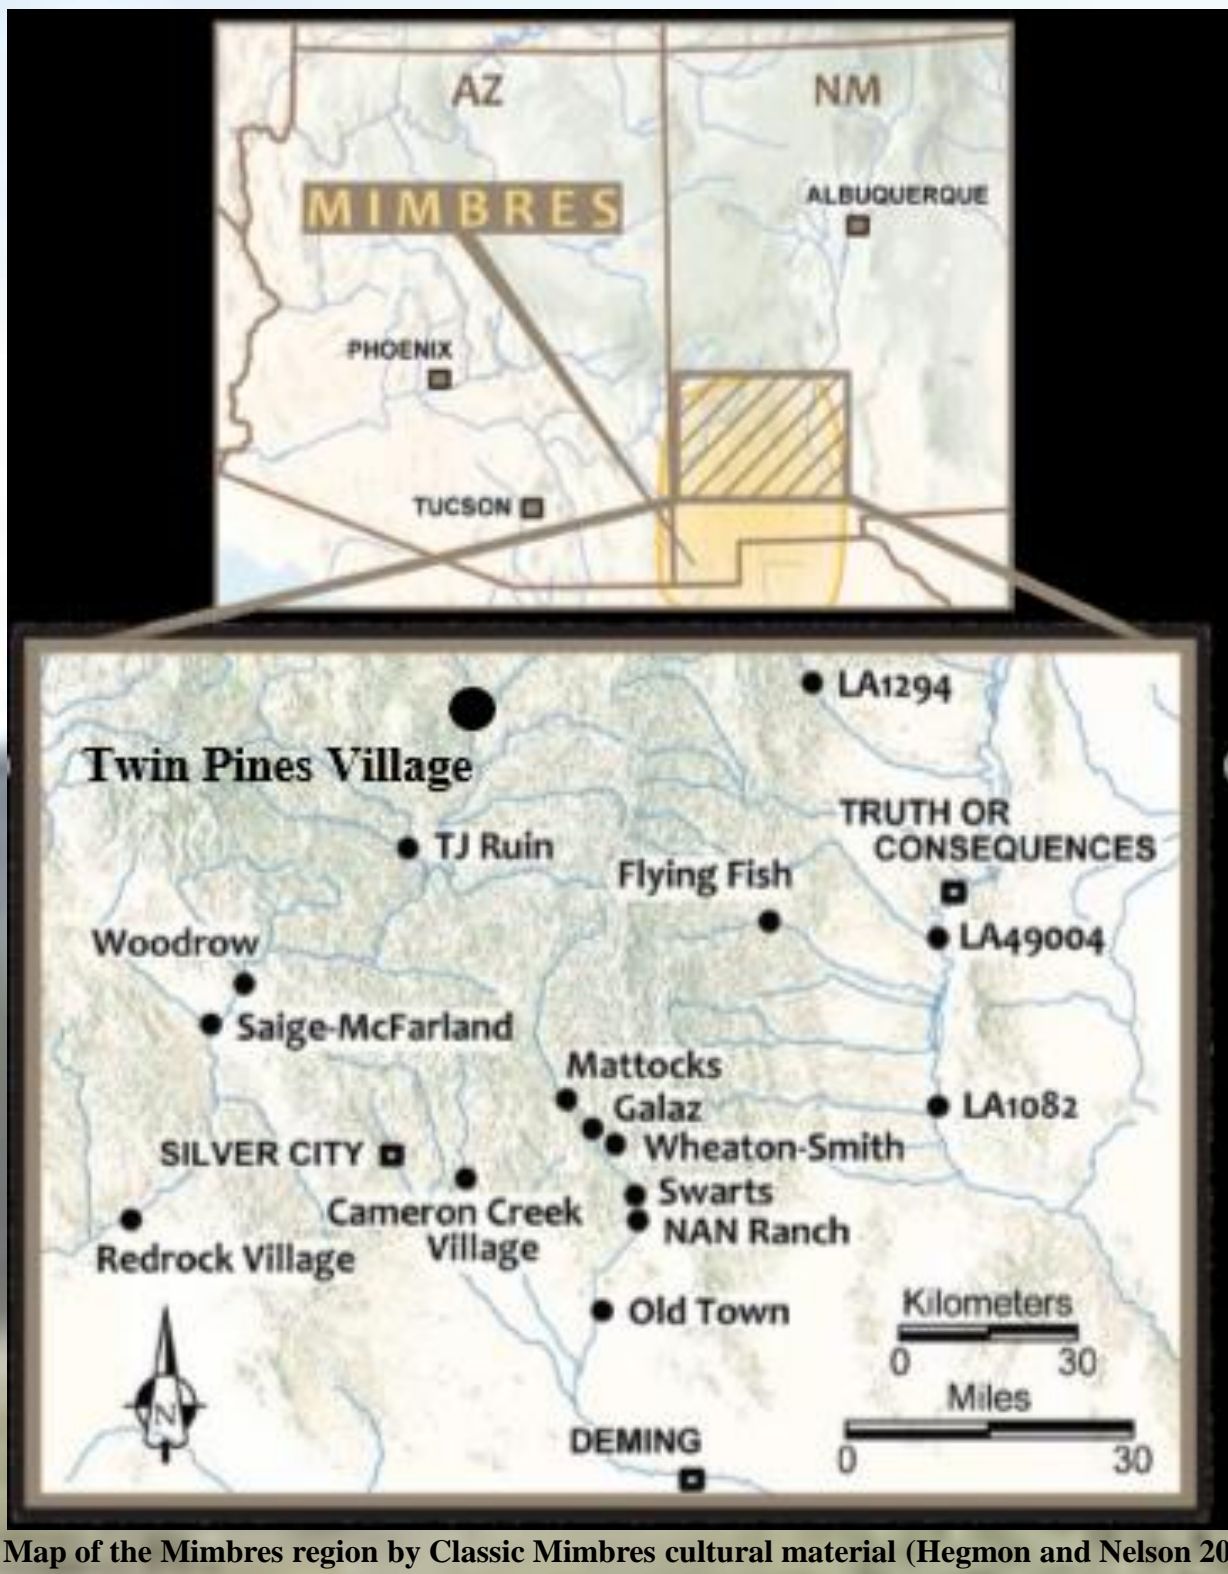 AZ
NM
MIMBRES
ALBUQUERQUE
PHOENIX
TUCSON
LA1294
Twin Pines Village
TRUTH OR
CONSEQUENCES
TJ Ruin
Flying Fish
LA49004
Woodrow
Saige-McFarland
Mattocks
Galaz
LA1082
Wheaton-Smith
SILVER CITY
Swarts
Cameron Creek
Village
NAN Ranch
Redrock Village
Old Town
Kilometers
0 30
Miles
0 30
N
DEMING
Map of the Mimbres region by Classic Mimbres cultural material (Hegmon and Nelson 20